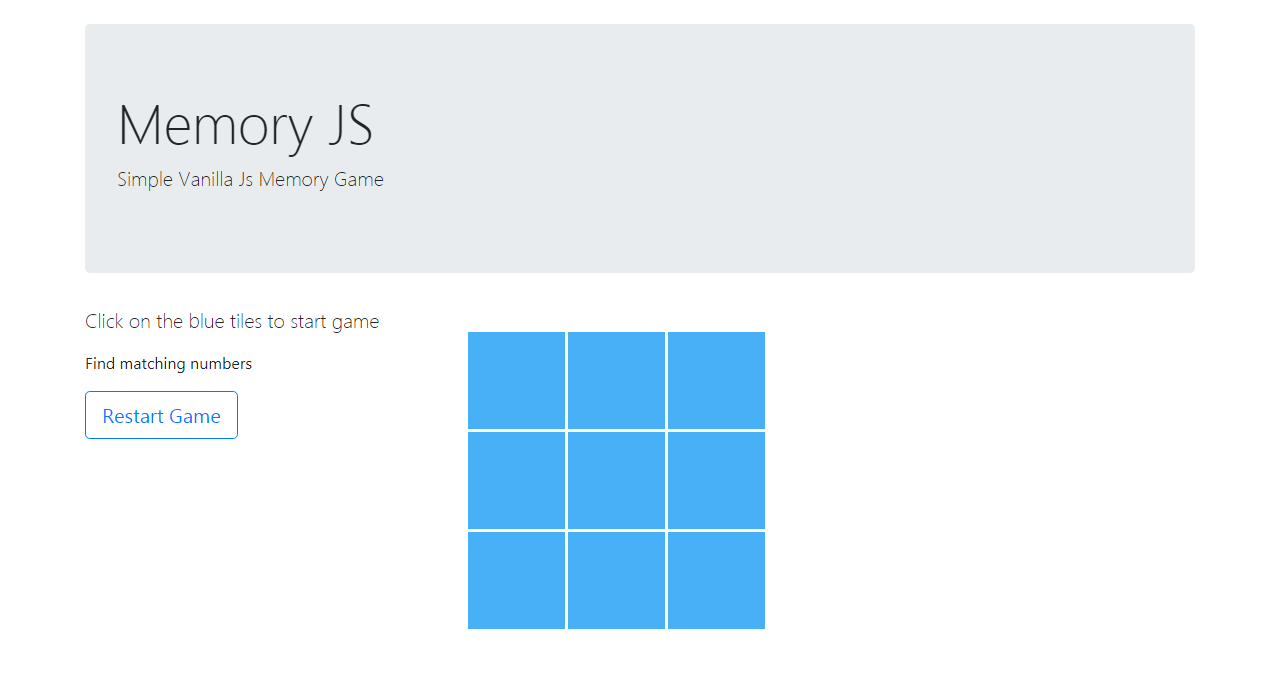 Memory JS
Simple Vanilla Js Memory Game
Click on the blue tiles to start game
Find matching numbers
Restart Game